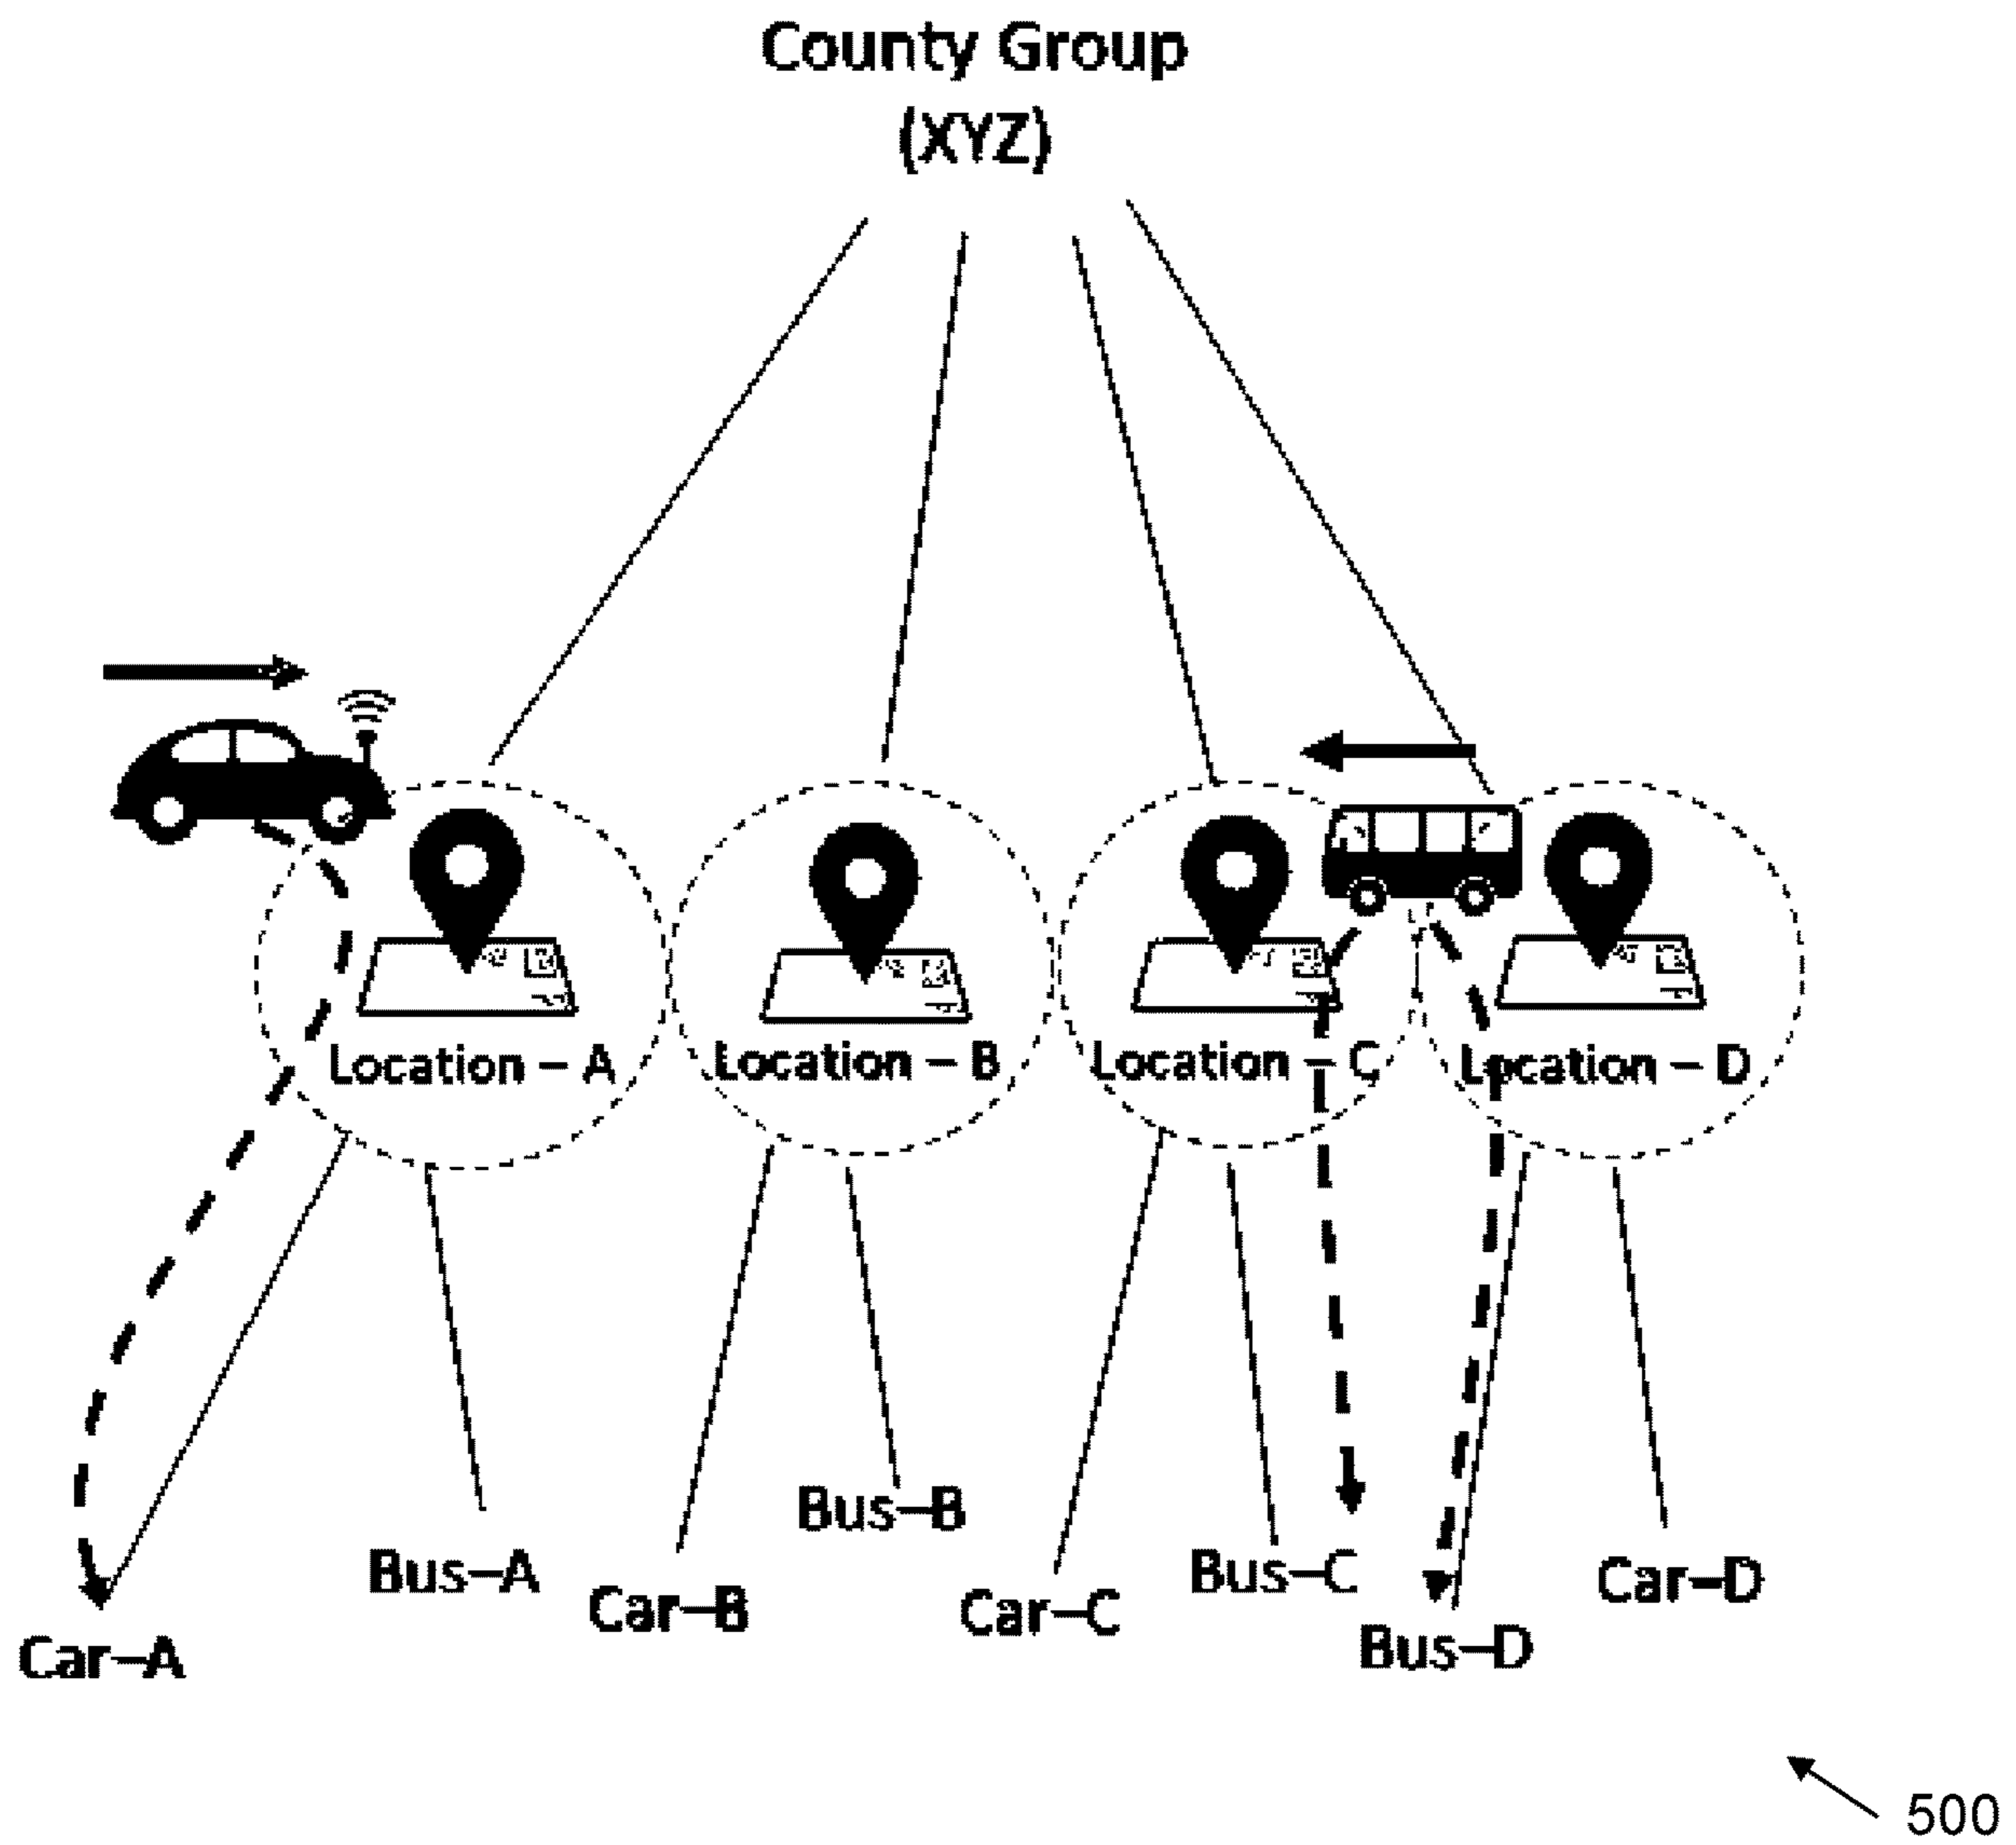 County Group
(XYZ)
Location – A
Location – B
Location – C
Location – D
Bus–B
Bus–A
Car–B
Car–C
Bus–C
Car–D
Car–A
Bus–D
500